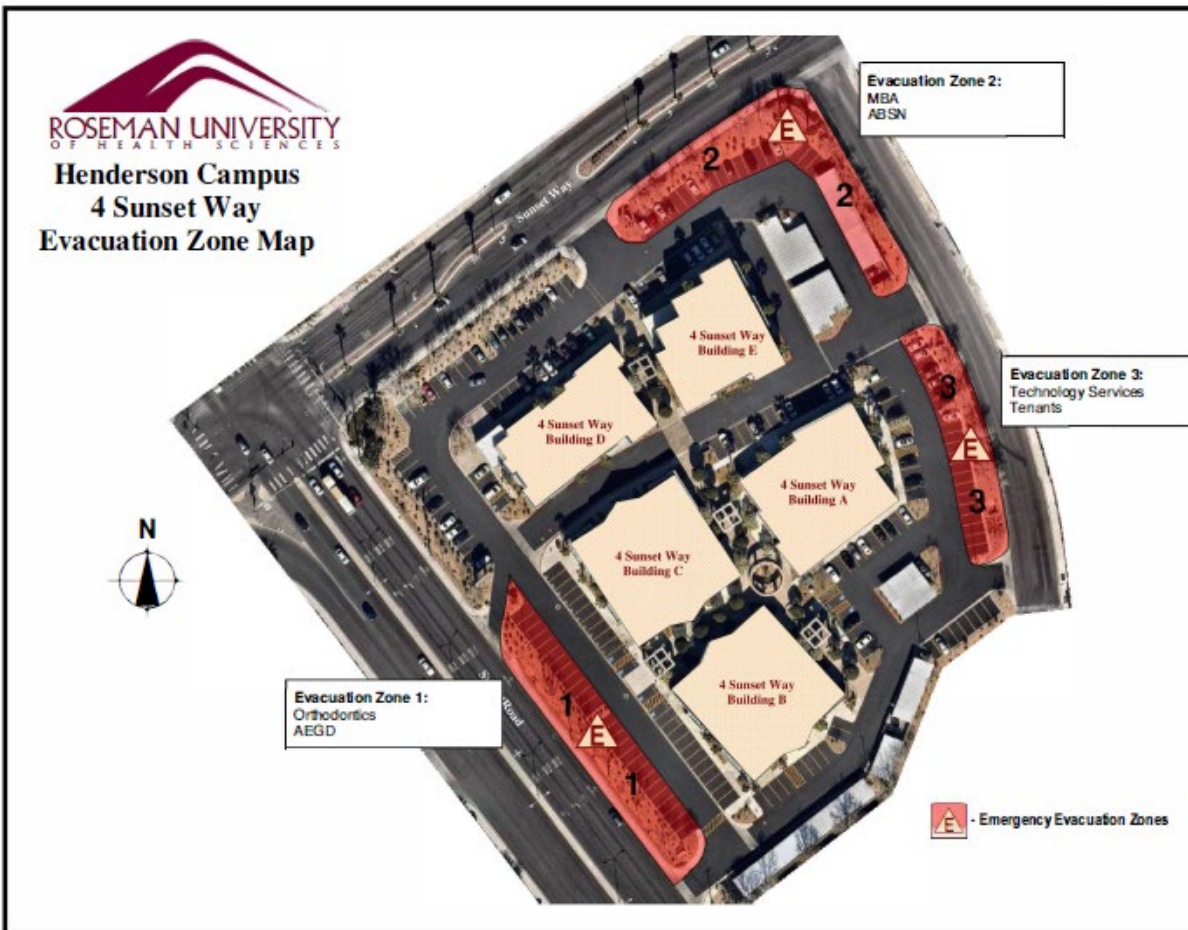 ROSEMAN UNIVERSITY
OF HEALTH SCIENCES
Henderson Campus
4 Sunset Way
Evacuation Zone Map
Evacuation Zone 2:
MBA
ABSN
E
2
2
Sunset Way
4 Sunset Way
Building E
Evacuation Zone 3:
Technology Services
Tenants
3
E
3
4 Sunset Way
Building D
4 Sunset Way
Building A
N
4 Sunset Way
Building C
4 Sunset Way
Building B
Evacuation Zone 1:
Orthodontics
AEGD
Road
1
E
1
E - Emergency Evacuation Zones